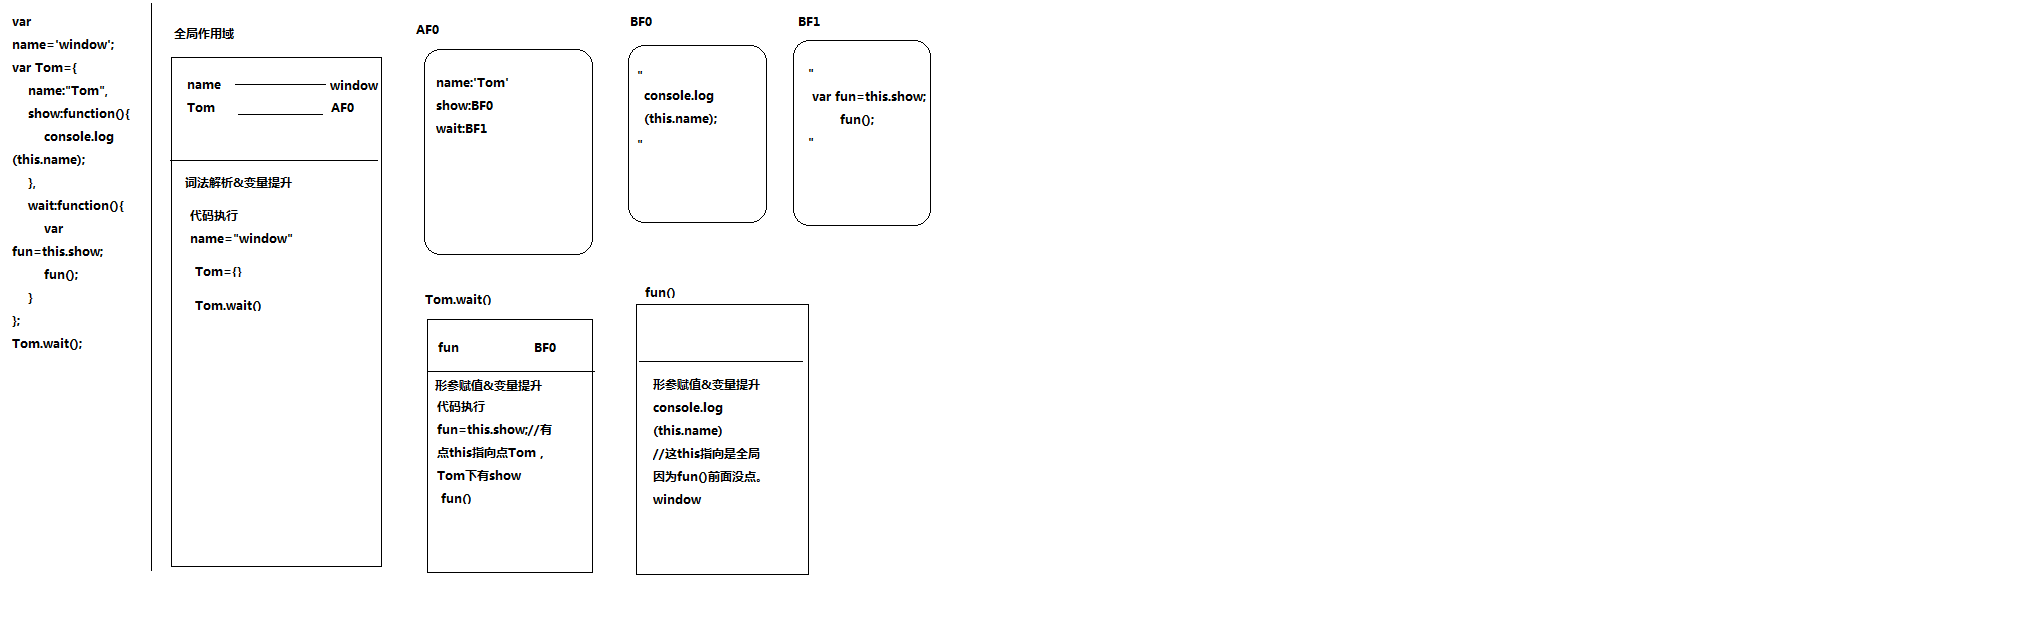 var
name='window';
var Tom={
name:"Tom",
show:function(){
console.log
(this.name);
},
wait:function(){
var
fun=this.show;
fun();
}
};
Tom.wait();
全局作用域
name window
Tom AF0
词法解析&变量提升
代码执行
name="window"
Tom={}
Tom.wait()
AF0
name:'Tom'
show:BF0
wait:BF1
BF0
"
console.log
(this.name);
"
BF1
"
var fun=this.show;
fun();
"
Tom.wait()
fun BF0
形参赋值&变量提升
代码执行
fun=this.show;//有
点this指向点Tom，
Tom下有show
fun()
fun()
形参赋值&变量提升
console.log
(this.name)
//这this指向是全局
因为fun()前面没点。
window